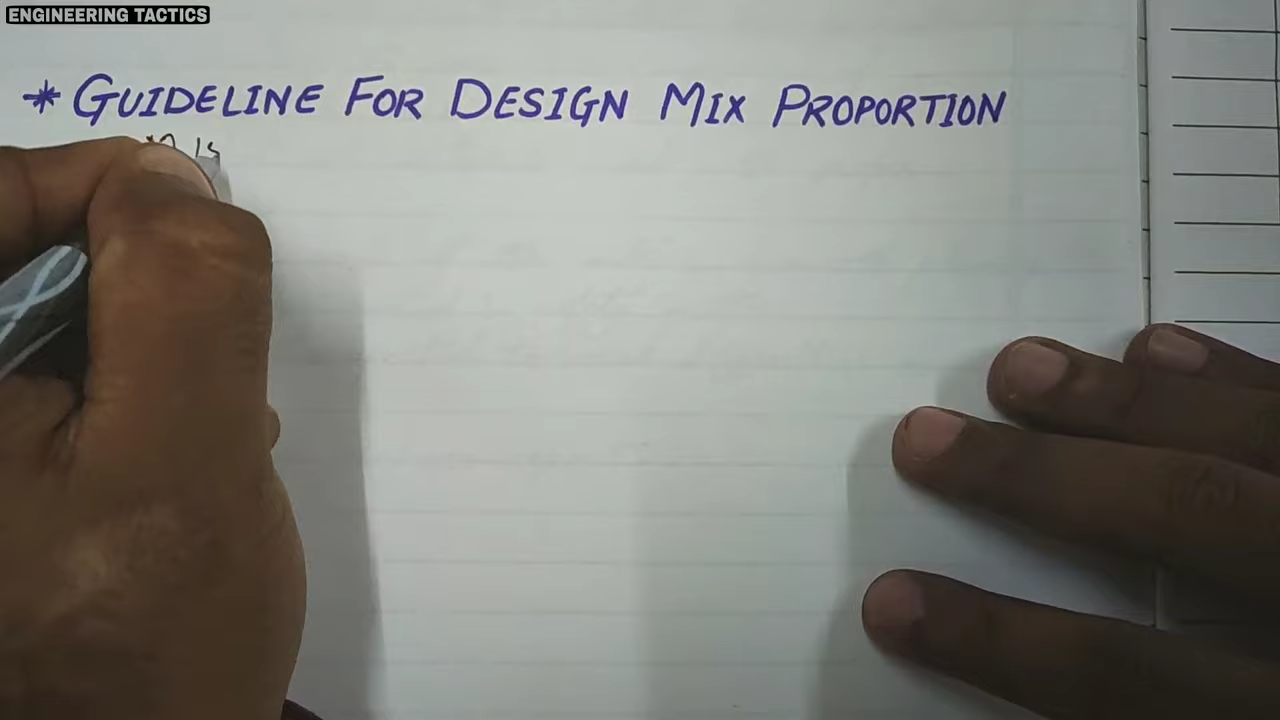 ENGINEERING TACTICS
* GUIDELINE FOR DESIGN MIX PROPORTION